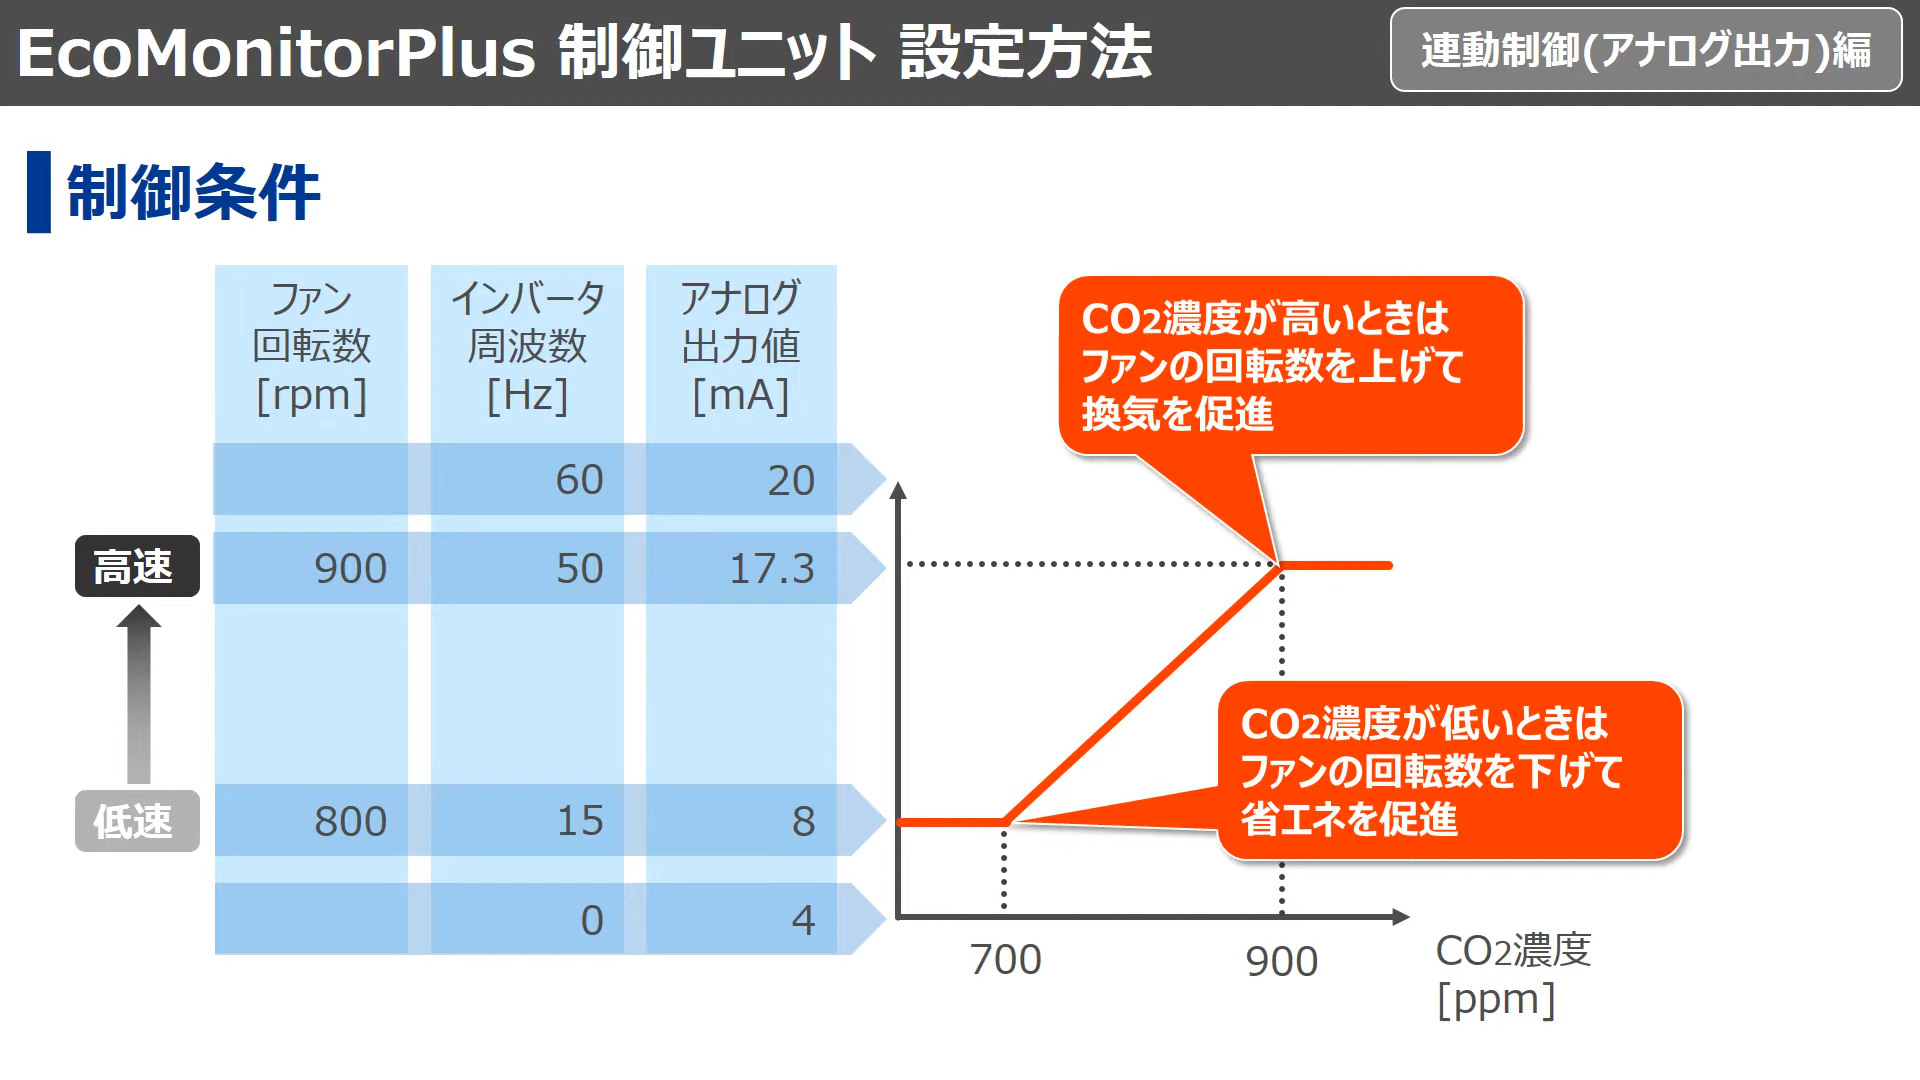 EcoMonitorPlus 制御ユニット 設定方法
連動制御(アナログ出力)編
制御条件
ファン
回転数
[rpm]
インバータ
周波数
[Hz]
アナログ
出力値
[mA]
60
20
高速
900
50
17.3
低速
800
15
8
0
4
CO2濃度が高いときは
ファンの回転数を上げて
換気を促進
CO2濃度が低いときは
ファンの回転数を下げて
省エネを促進
700
900
CO2濃度
[ppm]